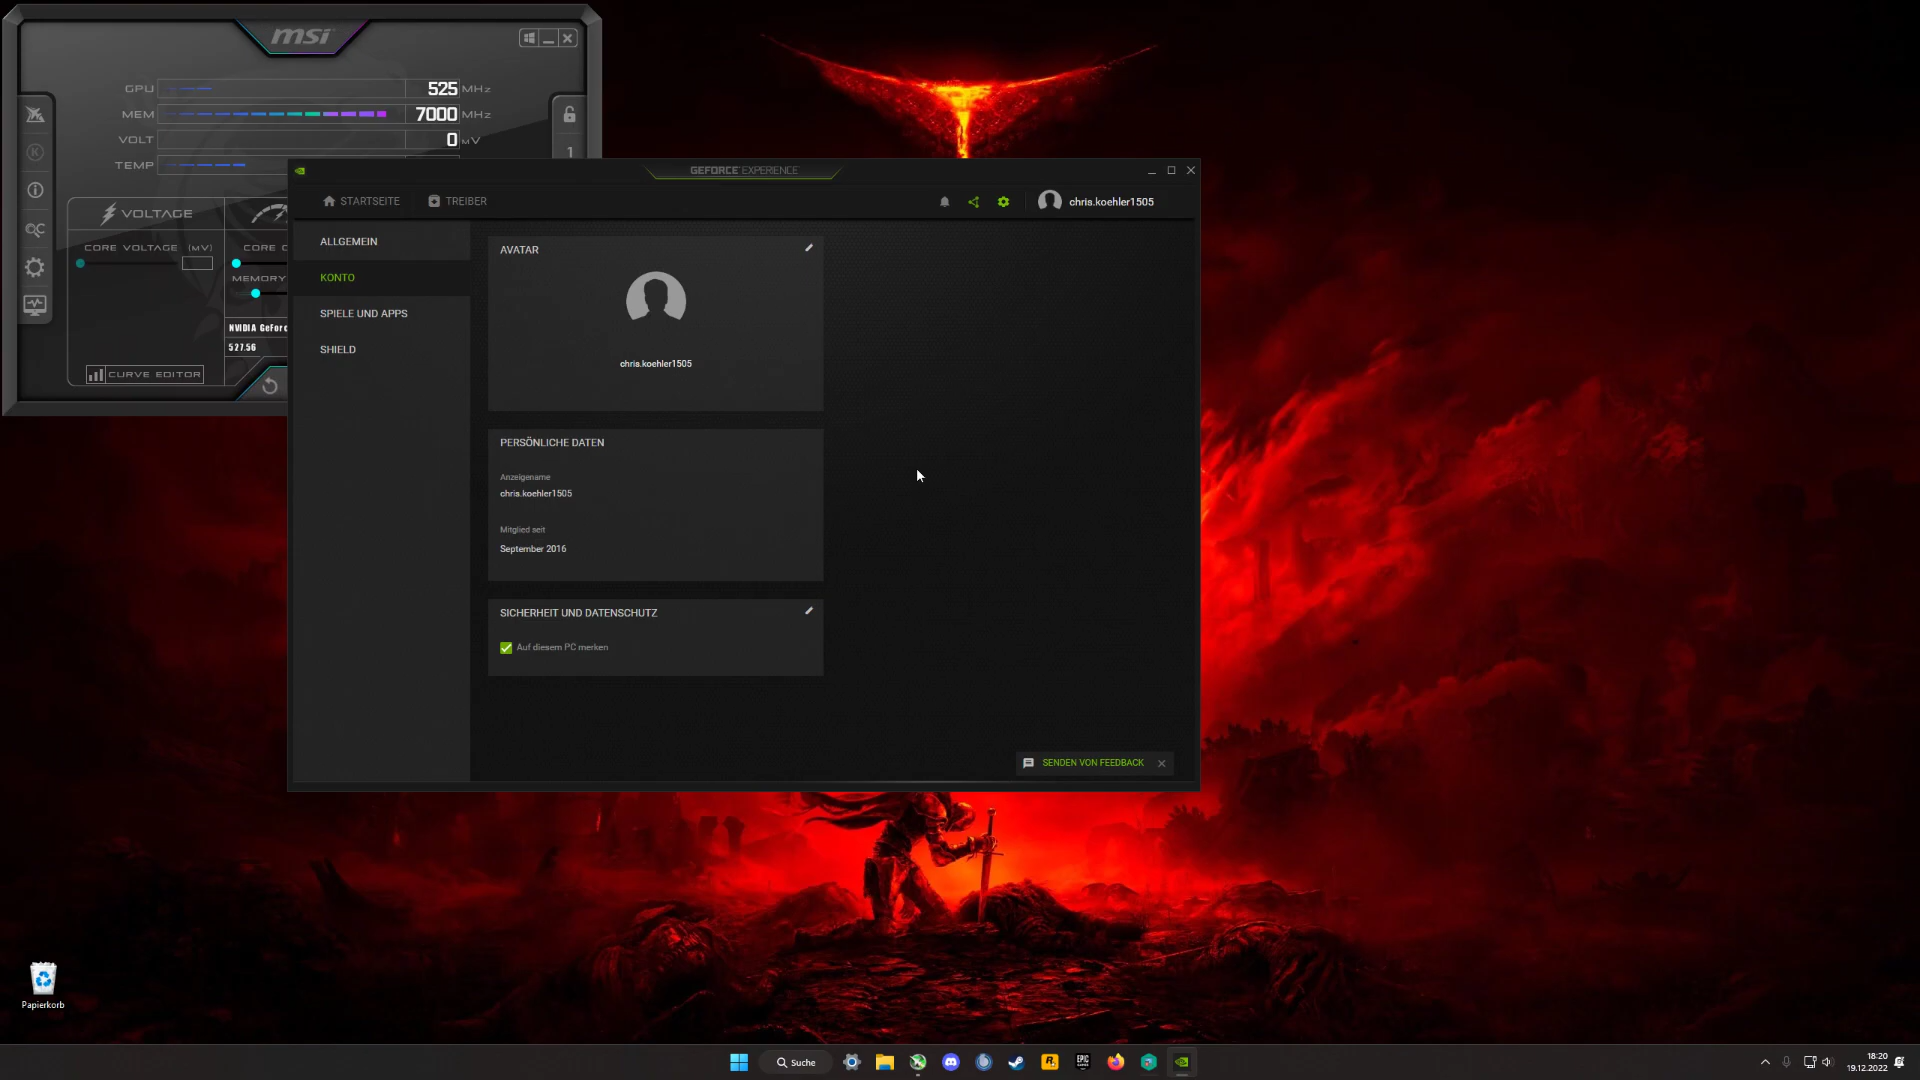 msi
GPU 525 MHz
MEM 7000 MHz
VOLT 0 MV
TEMP
1
VOLTAGE
CORE VOLTAGE (MV)
CORE C
MEMORY
NVIDIA GeForc
527.56
CURVE EDITOR
GEFORCE EXPERIENCE
STARTSEITE TREIBER chris.koehler1505
ALLGEMEIN
KONTO
SPIELE UND APPS
SHIELD
AVATAR
chris.koehler1505
PERSÖNLICHE DATEN
Anzeigename
chris.koehler1505
Mitglied seit
September 2016
SICHERHEIT UND DATENSCHUTZ
Auf diesem PC merken
SENDEN VON FEEDBACK
Papierkorb
Suche
EPIC GAMES
18:20
19.12.2022